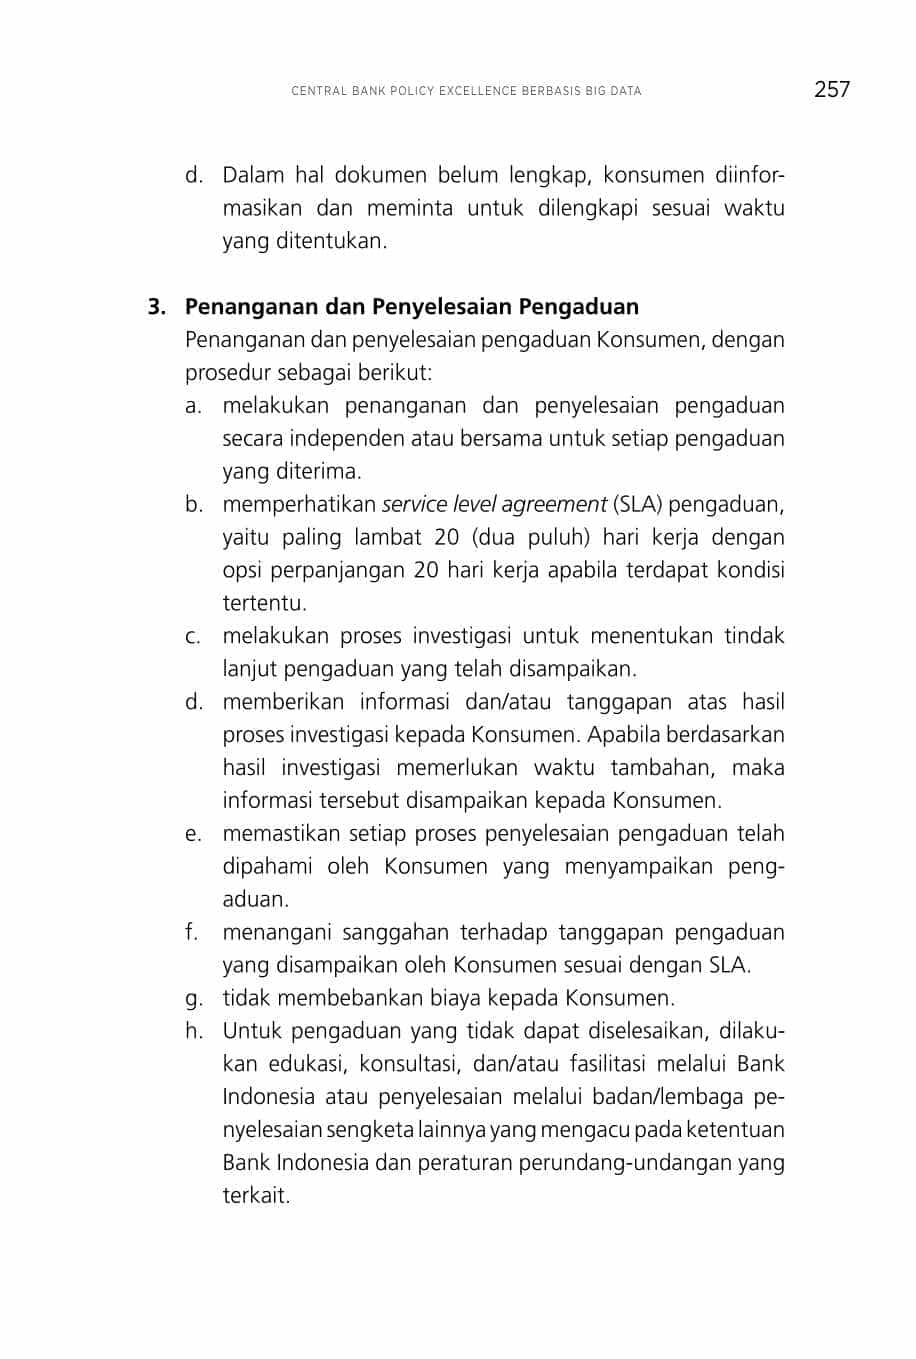 CENTRAL BANK POLICY EXCELLENCE BERBASIS BIG DATA
257
d. Dalam hal dokumen belum lengkap, konsumen diinfor-
masikan dan meminta untuk dilengkapi sesuai waktu
yang ditentukan.
3. Penanganan dan Penyelesaian Pengaduan
Penanganan dan penyelesaian pengaduan Konsumen, dengan
prosedur sebagai berikut:
a. melakukan penanganan dan penyelesaian pengaduan
secara independen atau bersama untuk setiap pengaduan
yang diterima.
b. memperhatikan service level agreement (SLA) pengaduan,
yaitu paling lambat 20 (dua puluh) hari kerja dengan
opsi perpanjangan 20 hari kerja apabila terdapat kondisi
tertentu.
c. melakukan proses investigasi untuk menentukan tindak
lanjut pengaduan yang telah disampaikan.
d. memberikan informasi dan/atau tanggapan atas hasil
proses investigasi kepada Konsumen. Apabila berdasarkan
hasil investigasi memerlukan waktu tambahan, maka
informasi tersebut disampaikan kepada Konsumen.
e. memastikan setiap proses penyelesaian pengaduan telah
dipahami oleh Konsumen yang menyampaikan peng-
aduan.
f. menangani sanggahan terhadap tanggapan pengaduan
yang disampaikan oleh Konsumen sesuai dengan SLA.
g. tidak membebankan biaya kepada Konsumen.
h. Untuk pengaduan yang tidak dapat diselesaikan, dilaku-
kan edukasi, konsultasi, dan/atau fasilitasi melalui Bank
Indonesia atau penyelesaian melalui badan/lembaga pe-
nyelesaian sengketa lainnya yang mengacu pada ketentuan
Bank Indonesia dan peraturan perundang-undangan yang
terkait.